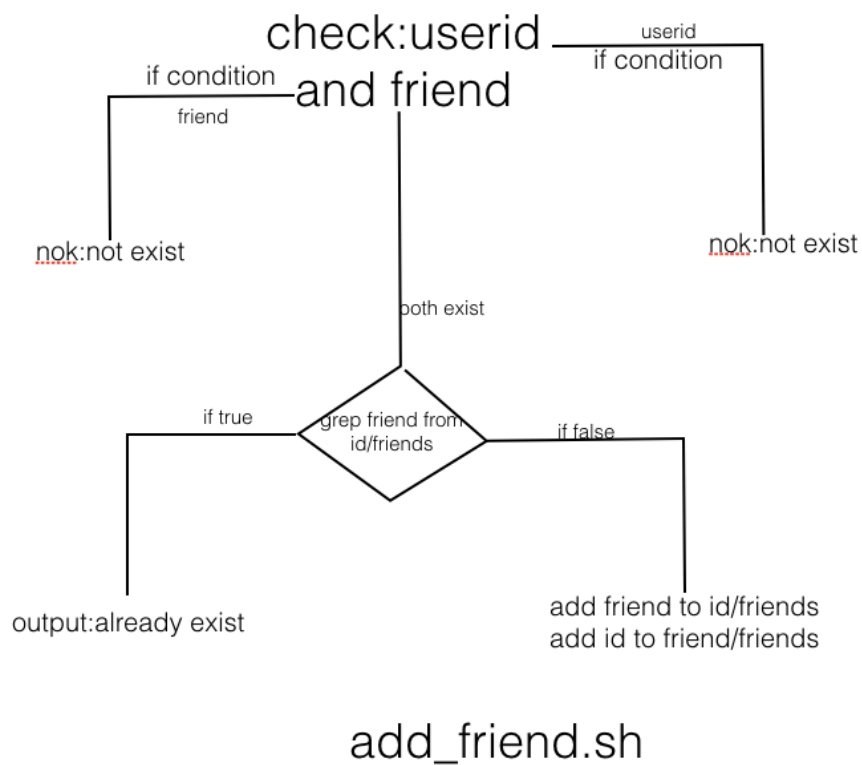 check:userid
and friend
userid
if condition
if condition
friend
nok:not exist
nok:not exist
both exist
if true
grep friend from
id/friends
if false
output:already exist
add friend to id/friends
add id to friend/friends
add_friend.sh